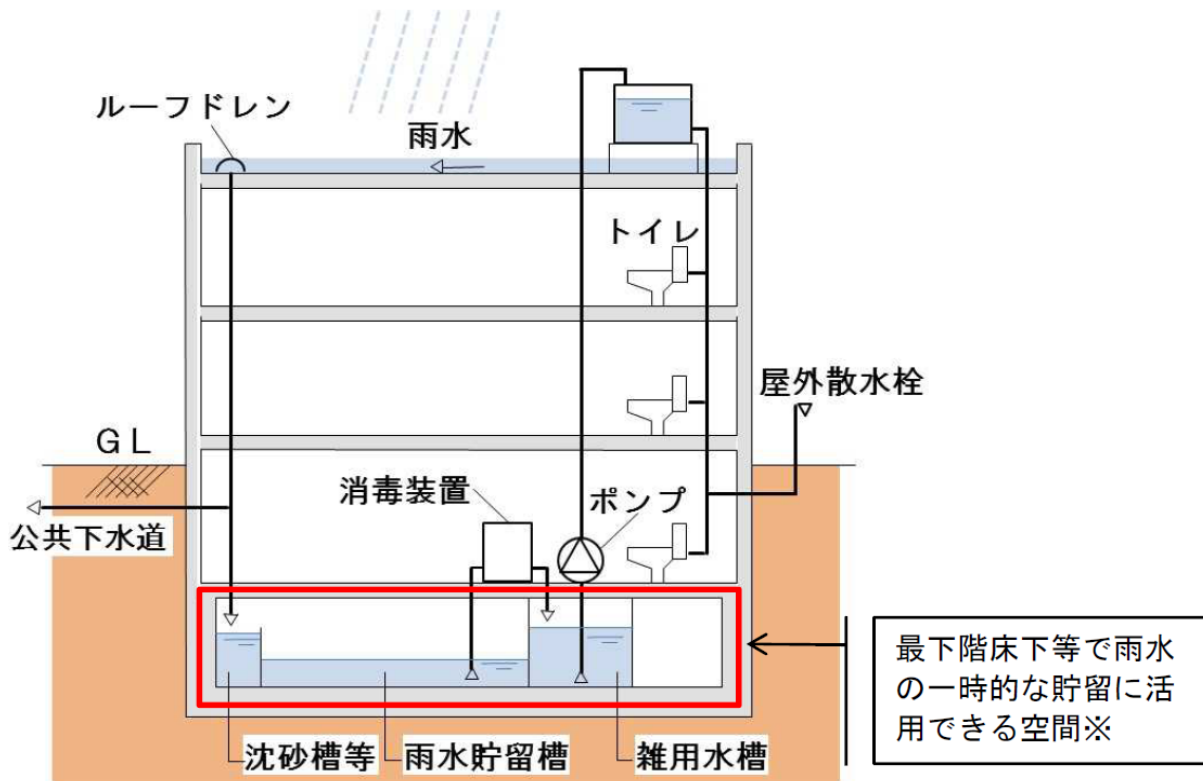 ルーフドレン
雨水
トイレ
屋外散水栓
GL
消毒装置
ポンプ
公共下水道
最下階床下等で雨水
の一時的な貯留に活
用できる空間※
沈砂槽等
雨水貯留槽
雑用水槽